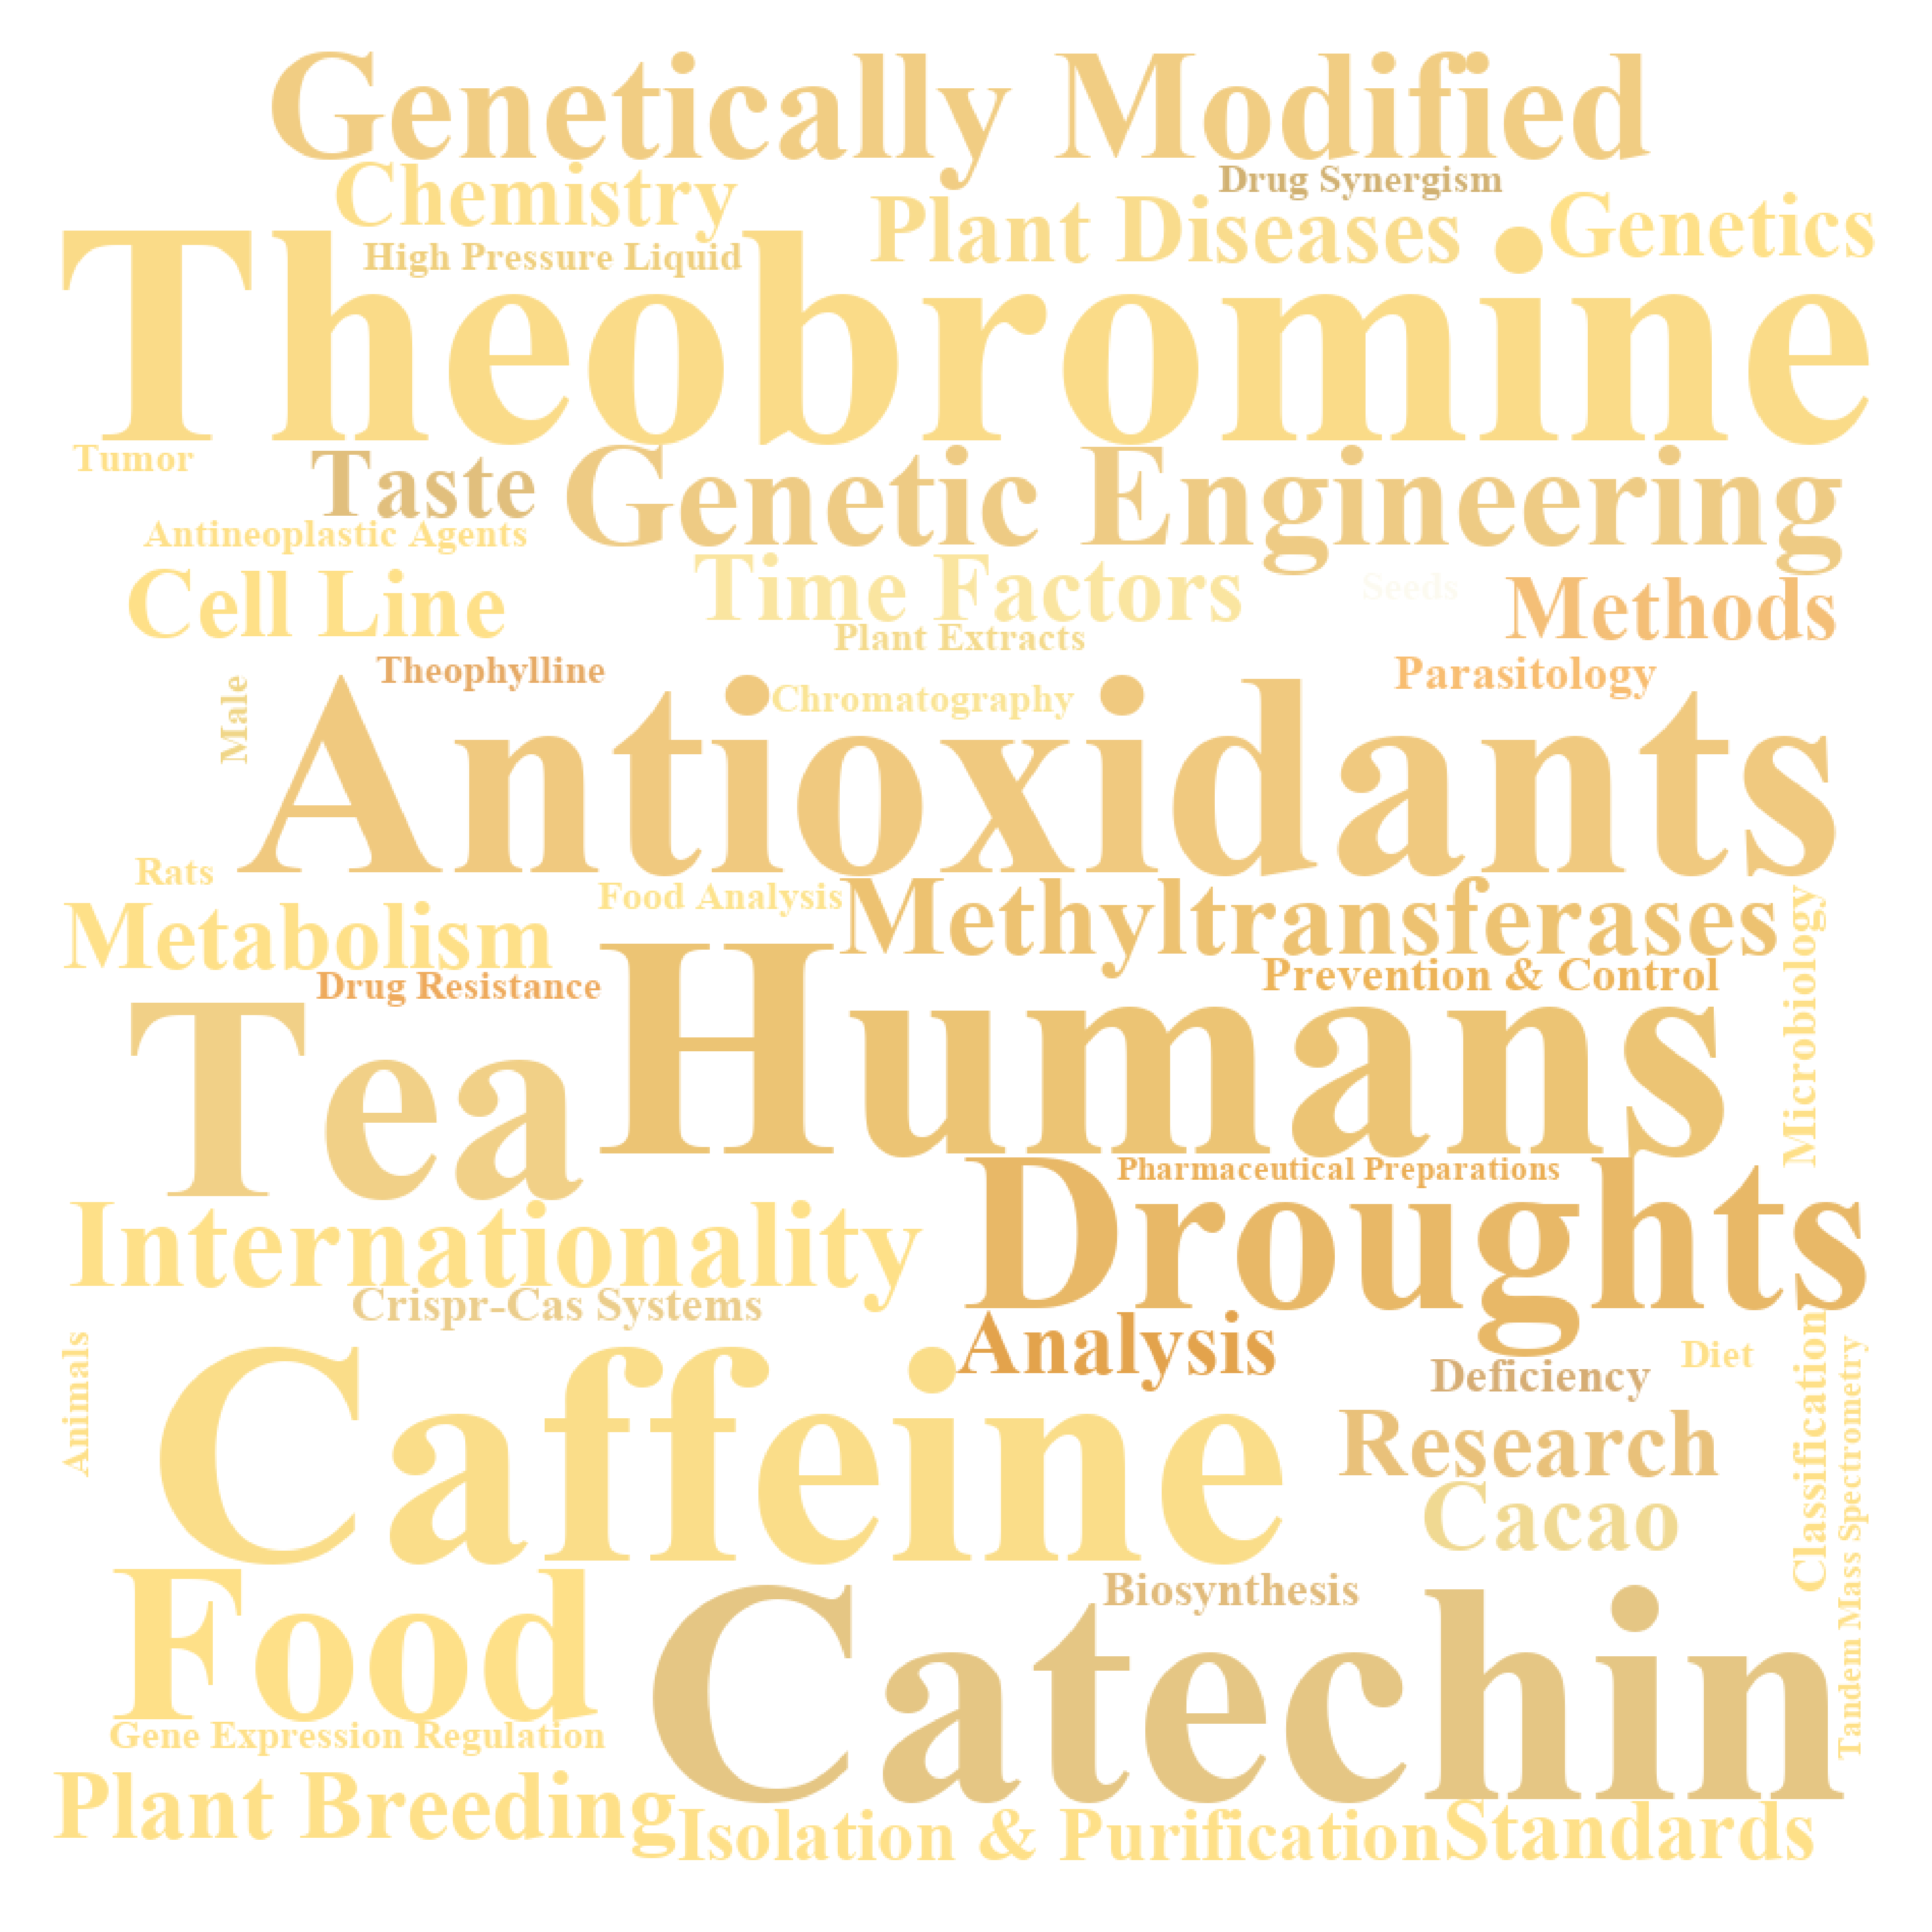 Genetically Modified
Chemistry
Drug Synergism
Plant Diseases
Genetics
High Pressure Liquid
Theobromine
Tumor
Taste
Genetic Engineering
Antineoplastic Agents
Time Factors
Cell Line
Seeds
Methods
Plant Extracts
Theophylline
Parasitology
Male
Chromatography
Antioxidants
Rats
Food Analysis
Methyltransferases
Metabolism
Drug Resistance
Prevention & Control
Microbiology
Humans
Tea
Pharmaceutical Preparations
Droughts
Internationality
Crispr-Cas Systems
Analysis
Deficiency
Diet
Animals
Classification
Tandem Mass Spectrometry
Caffeine
Research
Cacao
Food
Biosynthesis
Catechin
Gene Expression Regulation
Plant Breeding
Isolation & Purification
Standards